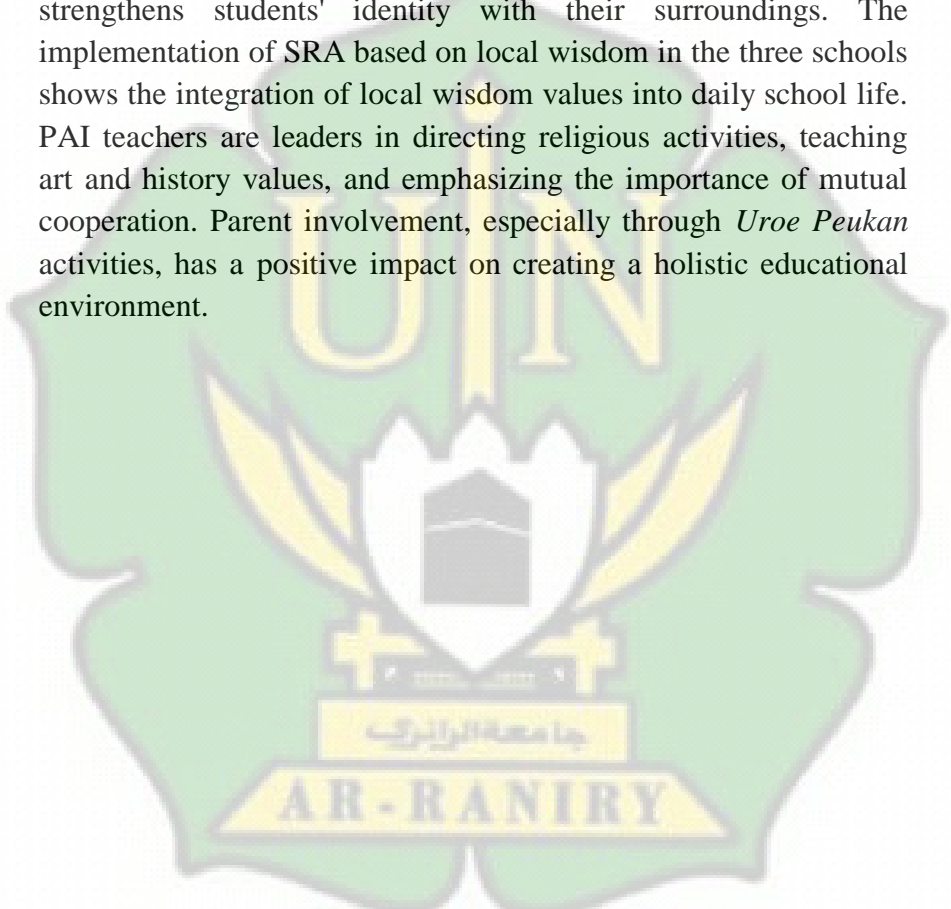 strengthens students' identity with their surroundings. The
implementation of SRA based on local wisdom in the three schools
shows the integration of local wisdom values into daily school life.
PAI teachers are leaders in directing religious activities, teaching
art and history values, and emphasizing the importance of mutual
cooperation. Parent involvement, especially through Uroe Peukan
activities, has a positive impact on creating a holistic educational
environment.
UIN
جامعة الرانري
AR-RANIRY